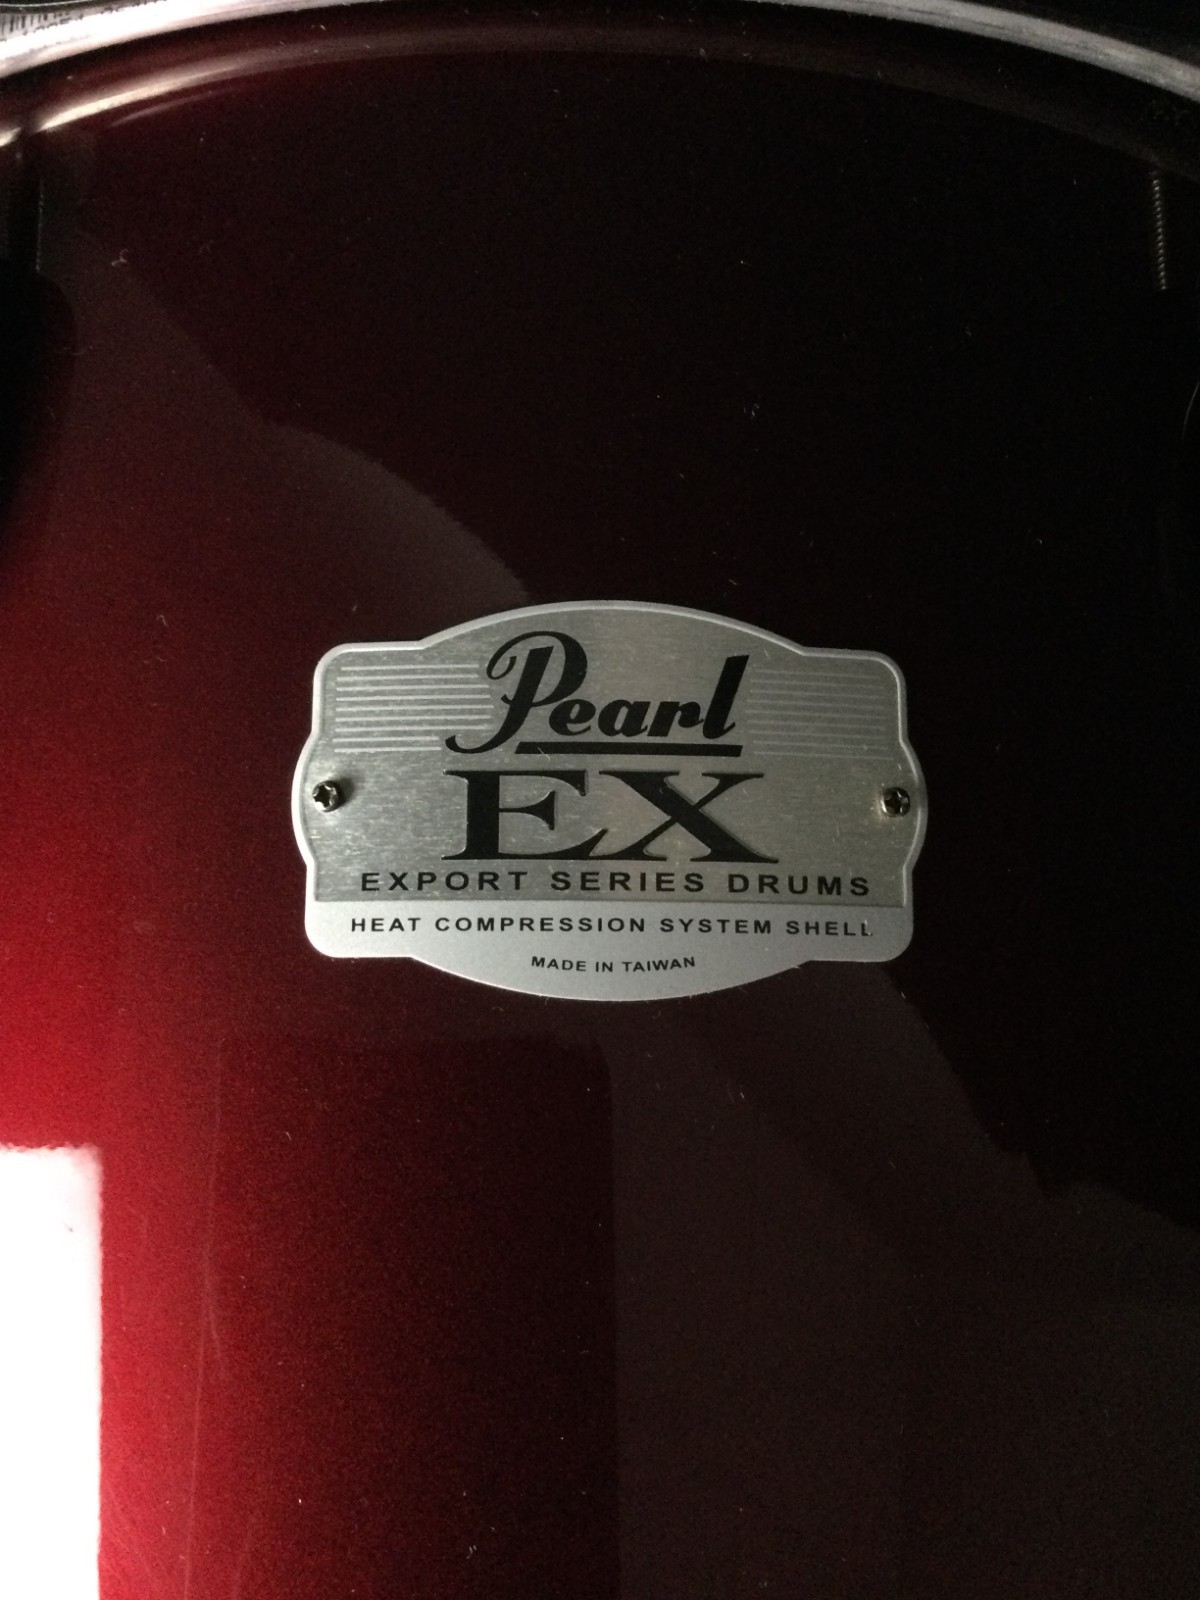 Pearl
EX
EXPORT SERIES DRUMS
HEAT COMPRESSION SYSTEM SHELL
MADE IN TAIWAN